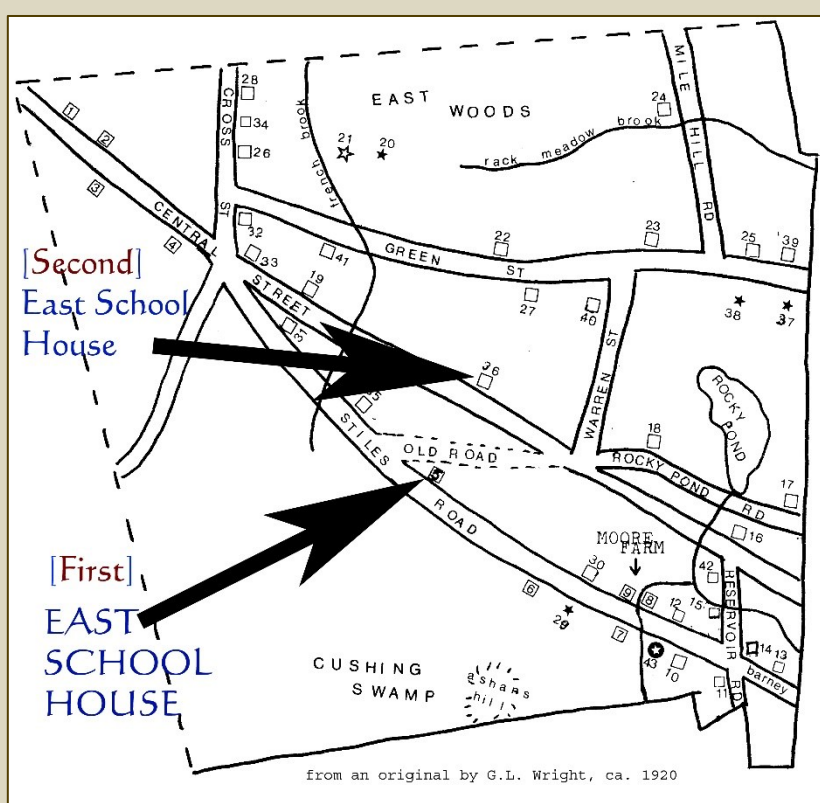 28
CROSS ST
34
26
french brook
EAST WOODS
21
20
24
MILE HILL RD
rack meadow brook
1
2
3
4
CENTRAL STREET
32
33
41
19
31
GREEN ST
22
23
25
39
27
40
WARREN ST
38
37
[Second]
East School
House
36
STILES ROAD
OLD ROAD
5
18
ROCKY POND
ROCKY POND RD
17
16
[First]
EAST
SCHOOL
HOUSE
MOORE
FARM
30
9
8
12
15
42
RESERVOIR RD
6
29
7
43
10
11
14
13
barney
CUSHING
SWAMP
ashans
hill
from an original by G.L. Wright, ca. 1920